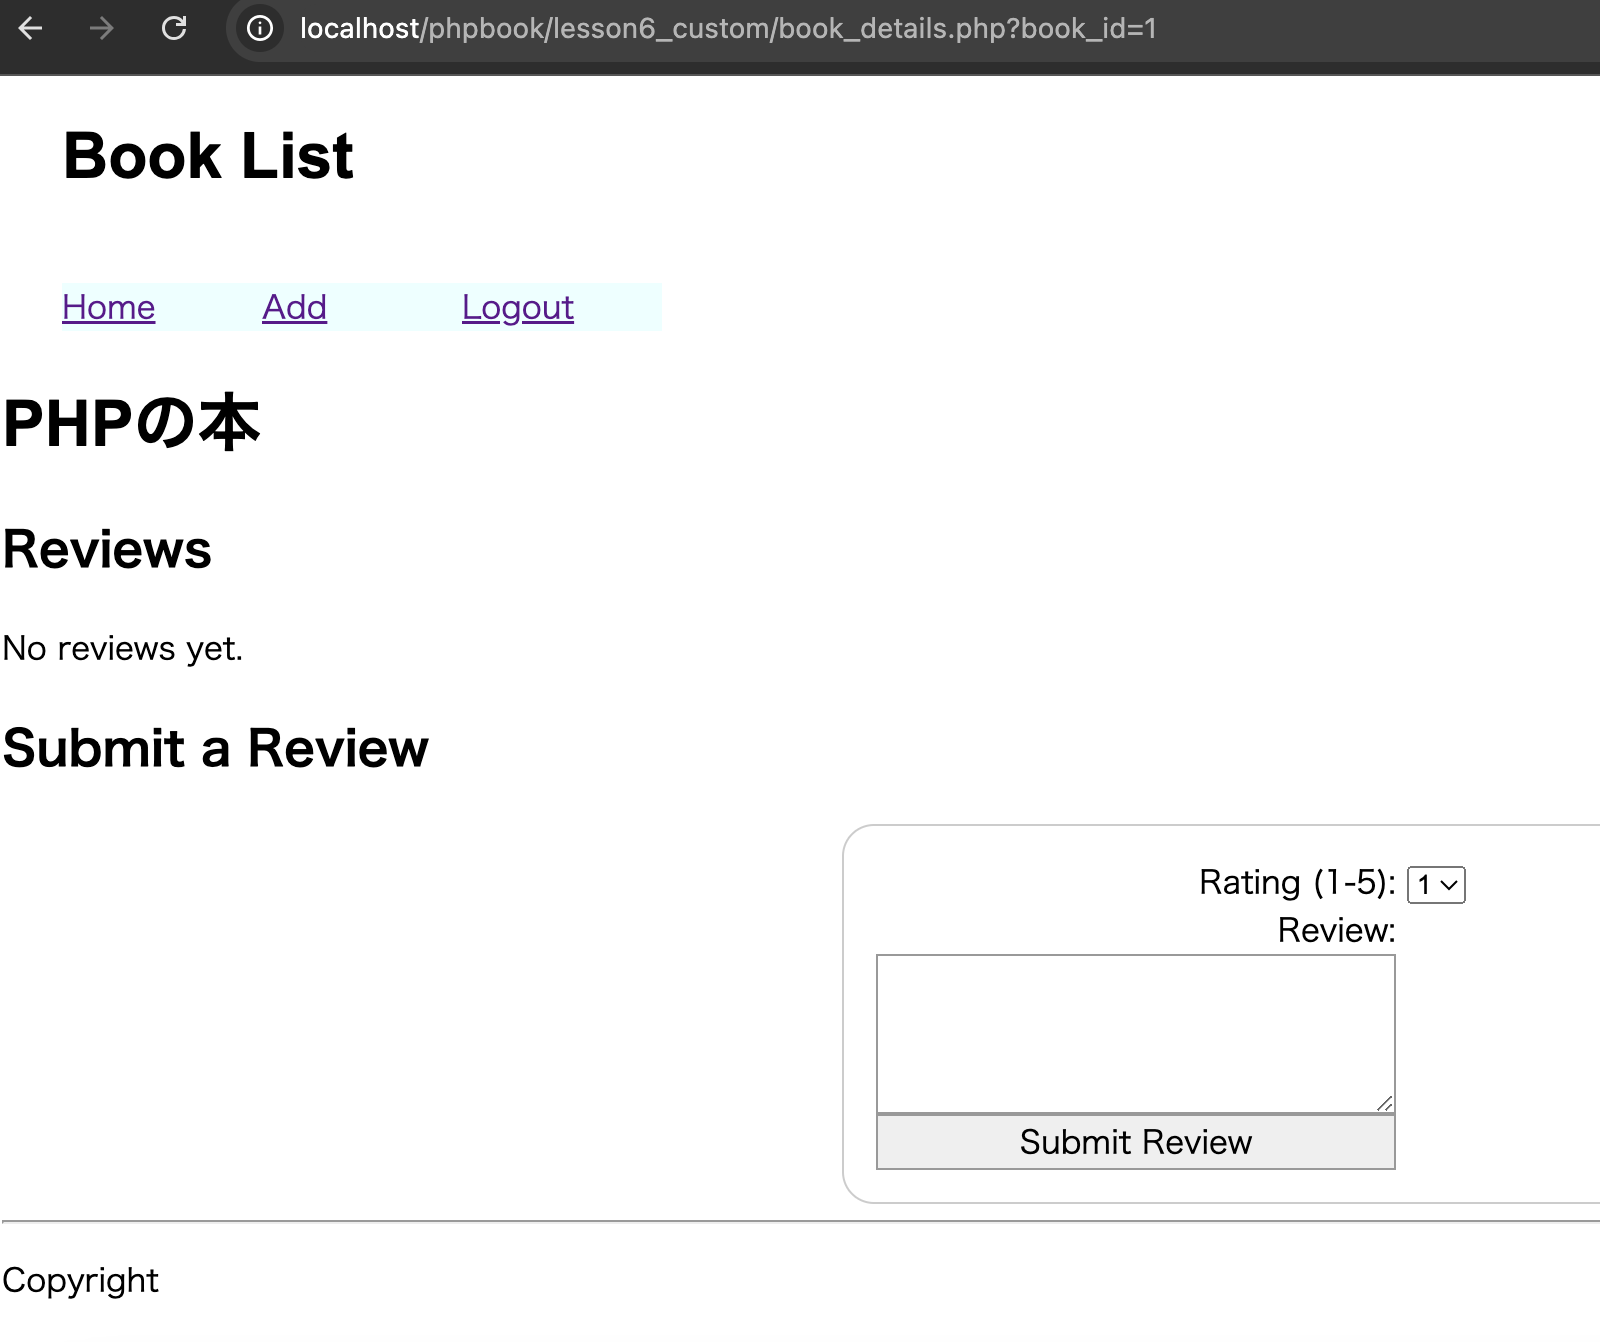 localhost/phpbook/lesson6_custom/book_details.php?book_id=1
Book List
Home Add Logout
PHPの本
Reviews
No reviews yet.
Submit a Review
Rating (1-5): 1
Review:
Submit Review
Copyright